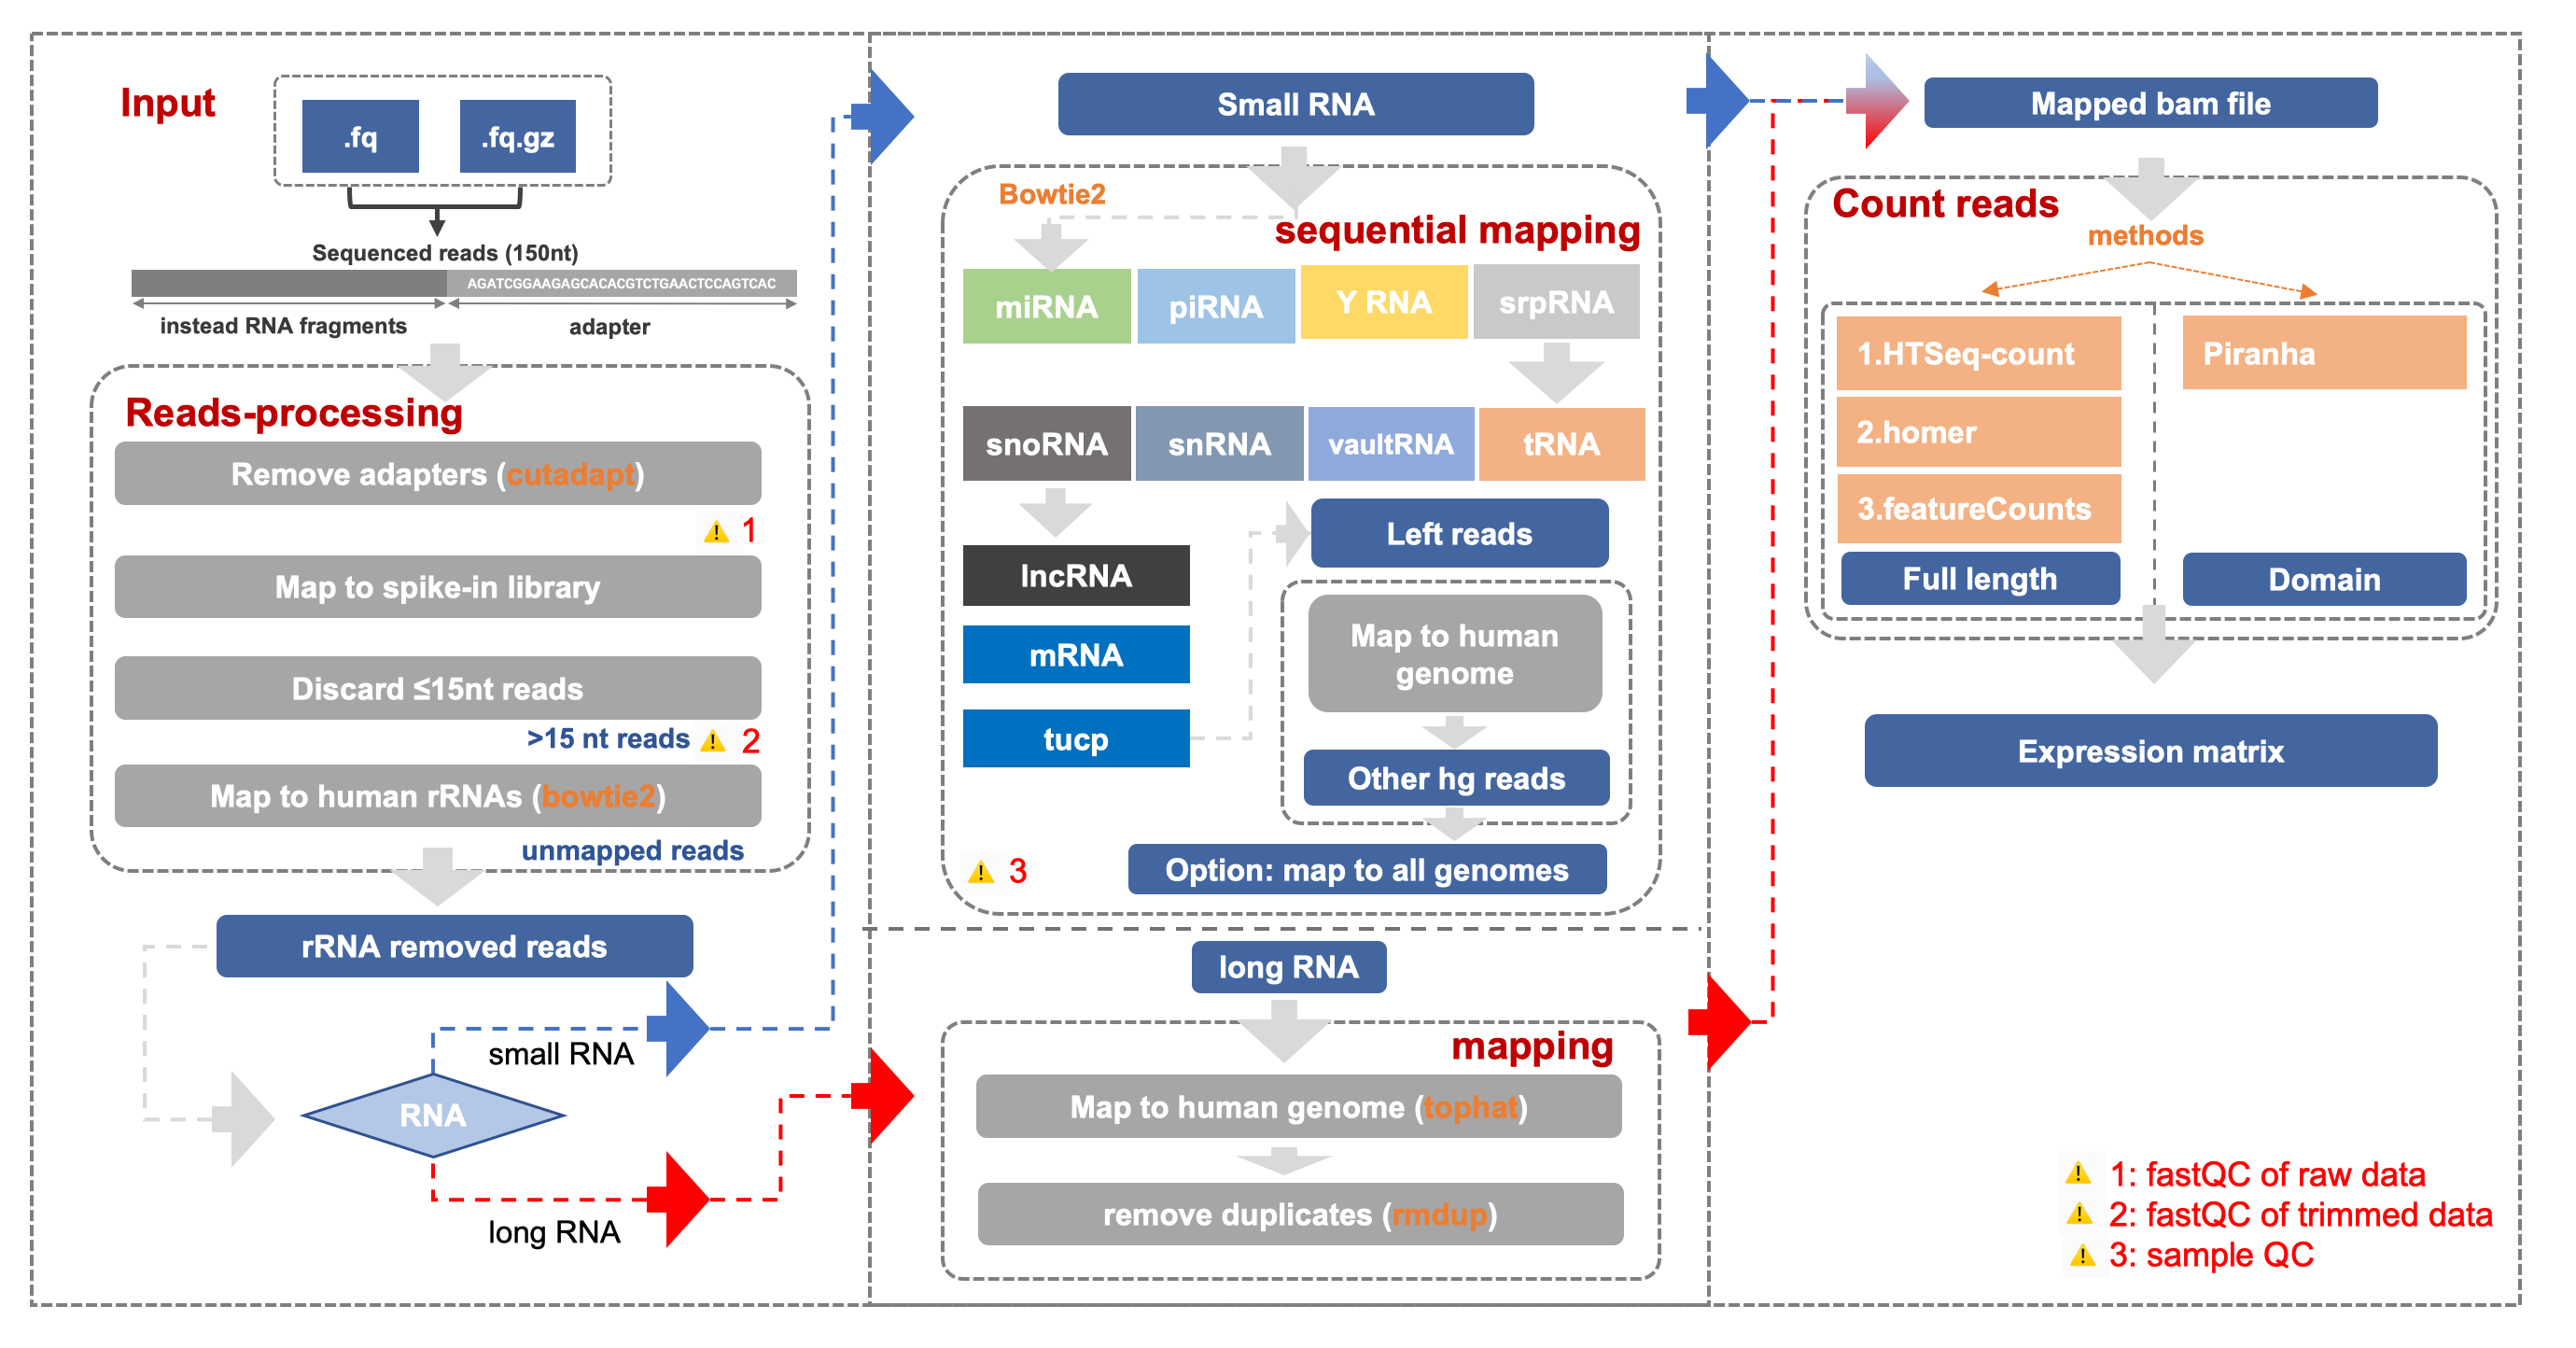 Input
.fq
.fq.gz
Sequenced reads (150nt)
AGATCGGAAGAGCACACGTCTGAACTCCAGTCAC
instead RNA fragments
adapter
Reads-processing
Remove adapters (cutadapt)
1
Map to spike-in library
Discard ≤15nt reads
>15 nt reads
2
Map to human rRNAs (bowtie2)
unmapped reads
rRNA removed reads
small RNA
RNA
long RNA
Small RNA
Bowtie2
sequential mapping
miRNA
piRNA
Y RNA
srpRNA
snoRNA
snRNA
vaultRNA
tRNA
lncRNA
mRNA
tucp
Left reads
Map to human
genome
Other hg reads
Option: map to all genomes
3
long RNA
mapping
Map to human genome (tophat)
remove duplicates (rmdup)
Mapped bam file
Count reads
methods
1.HTSeq-count
2.homer
3.featureCounts
Full length
Piranha
Domain
Expression matrix
1: fastQC of raw data
2: fastQC of trimmed data
3: sample QC